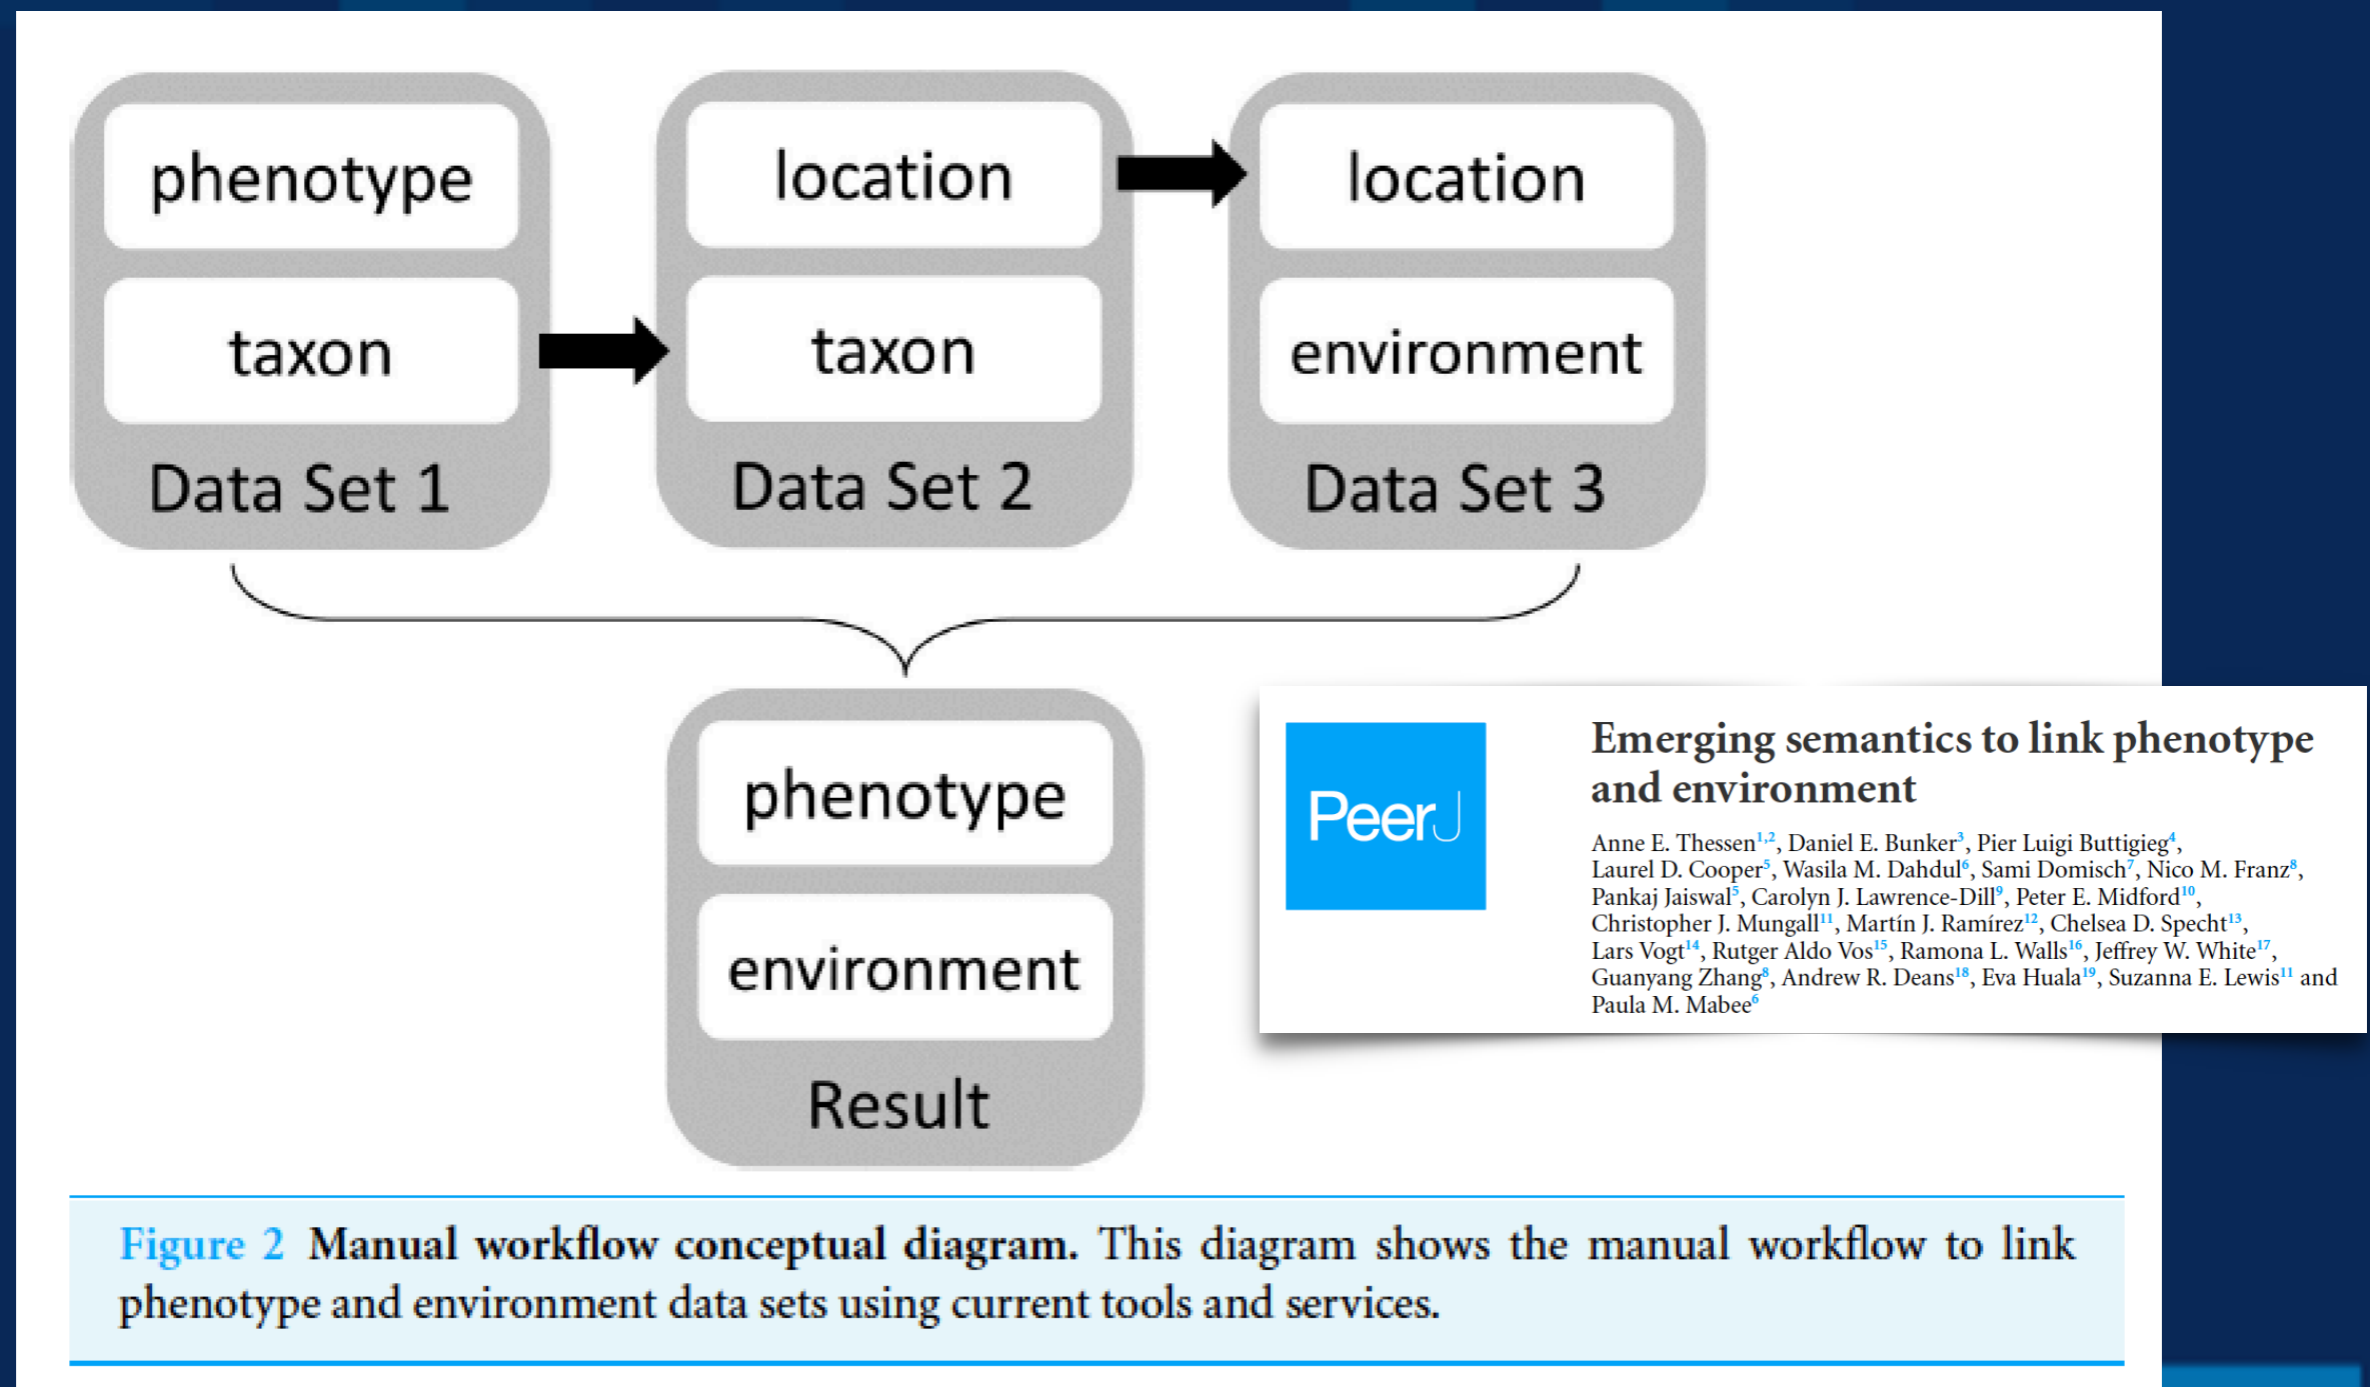 phenotype
taxon
Data Set 1
location
taxon
Data Set 2
location
environment
Data Set 3
phenotype
environment
Result
PeerJ
Emerging semantics to link phenotype
and environment
Anne E. Thessen1,2, Daniel E. Bunker3, Pier Luigi Buttigieg4,
Laurel D. Cooper5, Wasila M. Dahdul6, Sami Domisch7, Nico M. Franz8,
Pankaj Jaiswal5, Carolyn J. Lawrence-Dill9, Peter E. Midford10,
Christopher J. Mungall11, Martín J. Ramírez12, Chelsea D. Specht13,
Lars Vogt14, Rutger Aldo Vos15, Ramona L. Walls16, Jeffrey W. White17,
Guanyang Zhang8, Andrew R. Deans18, Eva Huala19, Suzanna E. Lewis11 and
Paula M. Mabee6
Figure 2 Manual workflow conceptual diagram. This diagram shows the manual workflow to link
phenotype and environment data sets using current tools and services.